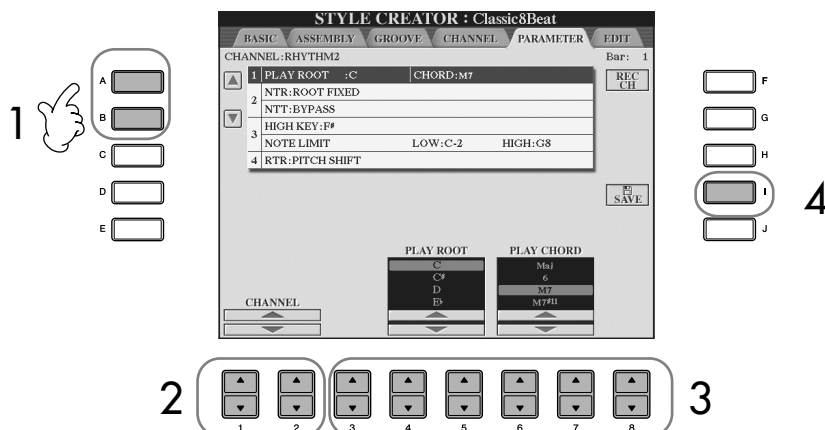 STYLE CREATOR : Classic8Beat
BASIC ASSEMBLY GROOVE CHANNEL PARAMETER EDIT
CHANNEL:RHYTHM2 Bar: 1
1 PLAY ROOT :C CHORD:M7
REC CH
2 NTR:ROOT FIXED
NTT:BYPASS
3 HIGH KEY:F♯
NOTE LIMIT LOW:C-2 HIGH:G8
4 RTR:PITCH SHIFT
SAVE
PLAY ROOT PLAY CHORD
C Maj
C♯ 6
D M7
E♭ M7♯11
CHANNEL
A
B
C
D
E
F
G
H
I
J
1
2
3
4
1 2 3 4 5 6 7 8